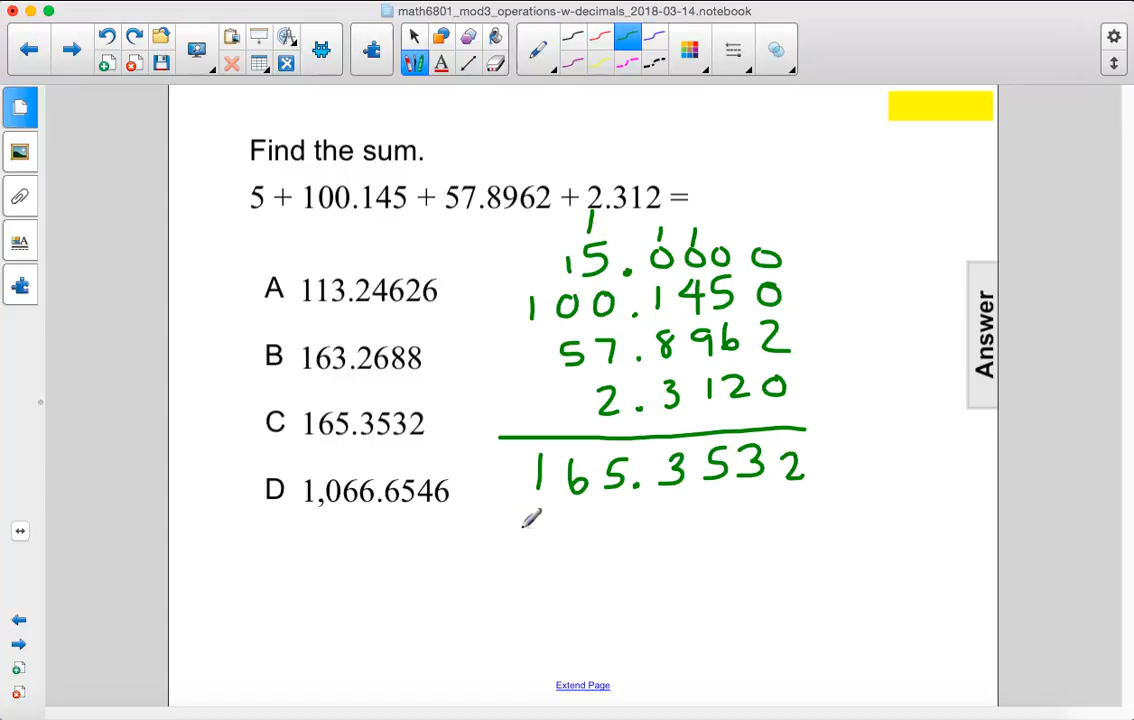 math6801_mod3_operations-w-decimals_2018-03-14.notebook
Find the sum.
5 + 100.145 + 57.8962 + 2.312 =
A 113.24626
B 163.2688
C 165.3532
D 1,066.6546
1 1 1
15.0000
100.1450
57.8962
2.3120
165.3532
Answer
Extend Page